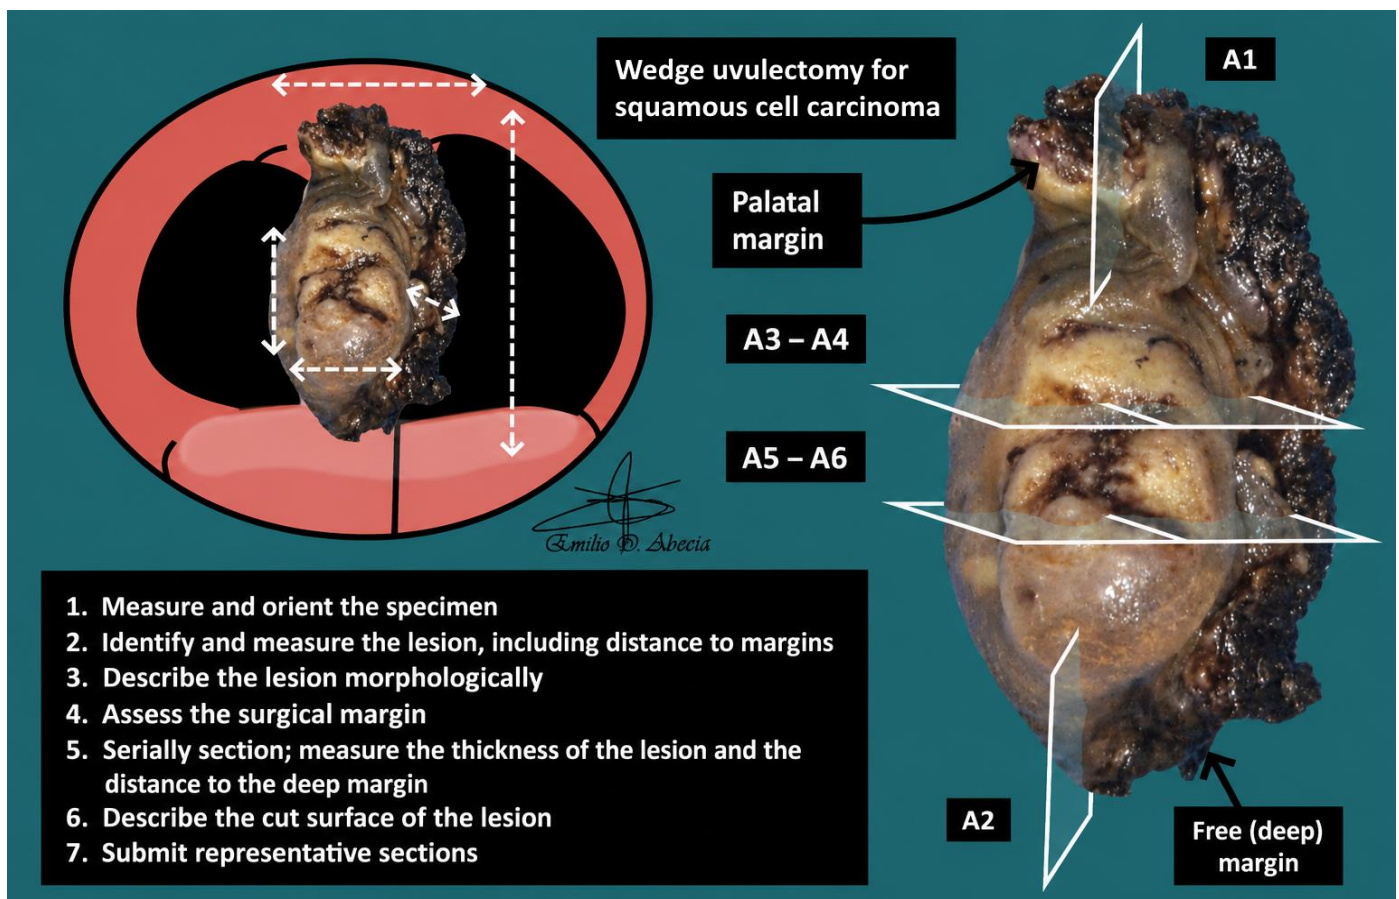 Wedge uvulectomy for
squamous cell carcinoma
A1
Palatal
margin
A3 – A4
A5 – A6
Emilio D. Abecia
1. Measure and orient the specimen
2. Identify and measure the lesion, including distance to margins
3. Describe the lesion morphologically
4. Assess the surgical margin
5. Serially section; measure the thickness of the lesion and the
distance to the deep margin
6. Describe the cut surface of the lesion
7. Submit representative sections
A2
Free (deep)
margin